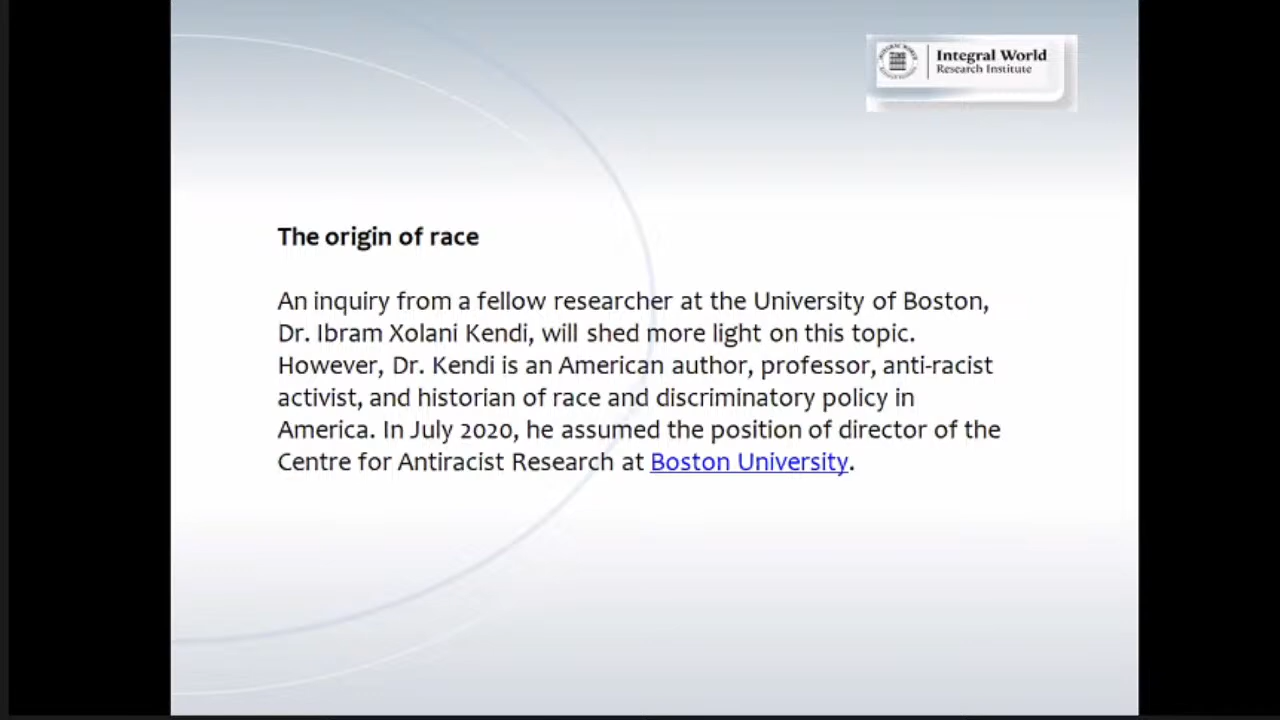 Integral World
Research Institute
The origin of race
An inquiry from a fellow researcher at the University of Boston,
Dr. Ibram Xolani Kendi, will shed more light on this topic.
However, Dr. Kendi is an American author, professor, anti-racist
activist, and historian of race and discriminatory policy in
America. In July 2020, he assumed the position of director of the
Centre for Antiracist Research at Boston University.